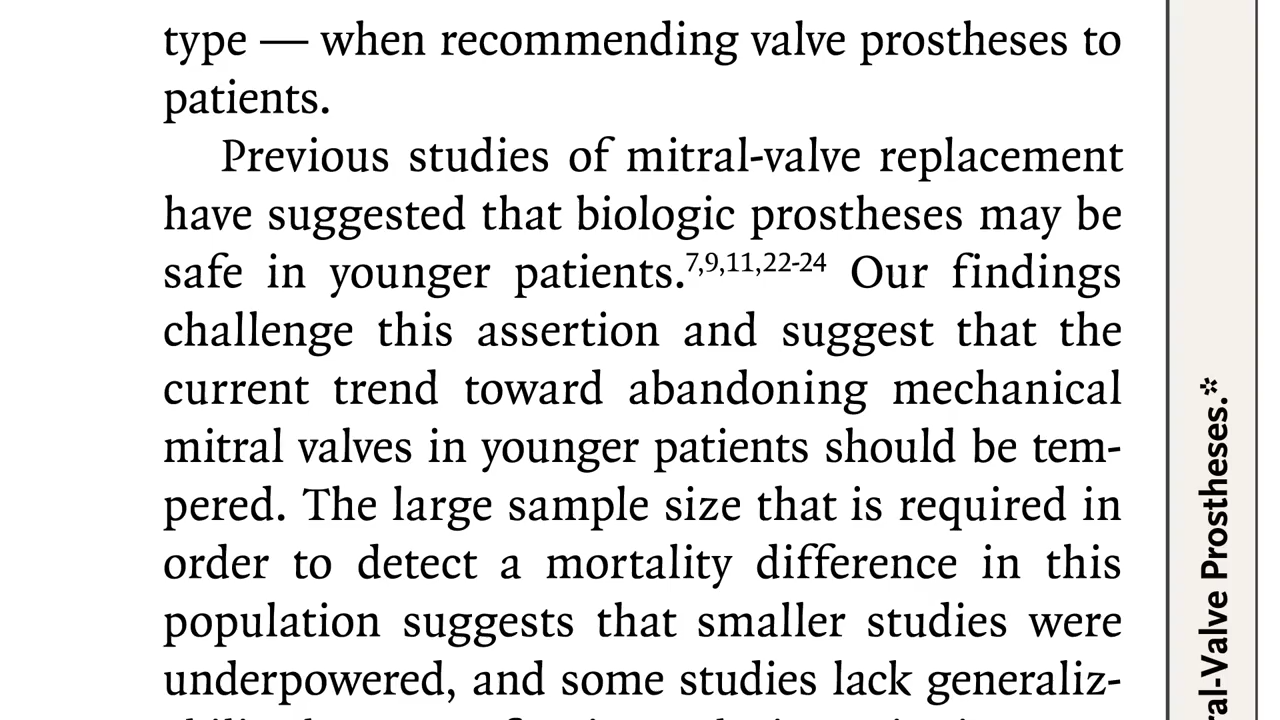 type — when recommending valve prostheses to
patients.
Previous studies of mitral-valve replacement
have suggested that biologic prostheses may be
safe in younger patients.7,9,11,22-24 Our findings
challenge this assertion and suggest that the
current trend toward abandoning mechanical
mitral valves in younger patients should be tem-
pered. The large sample size that is required in
order to detect a mortality difference in this
population suggests that smaller studies were
underpowered, and some studies lack generaliz-
ral-Valve Prostheses.*